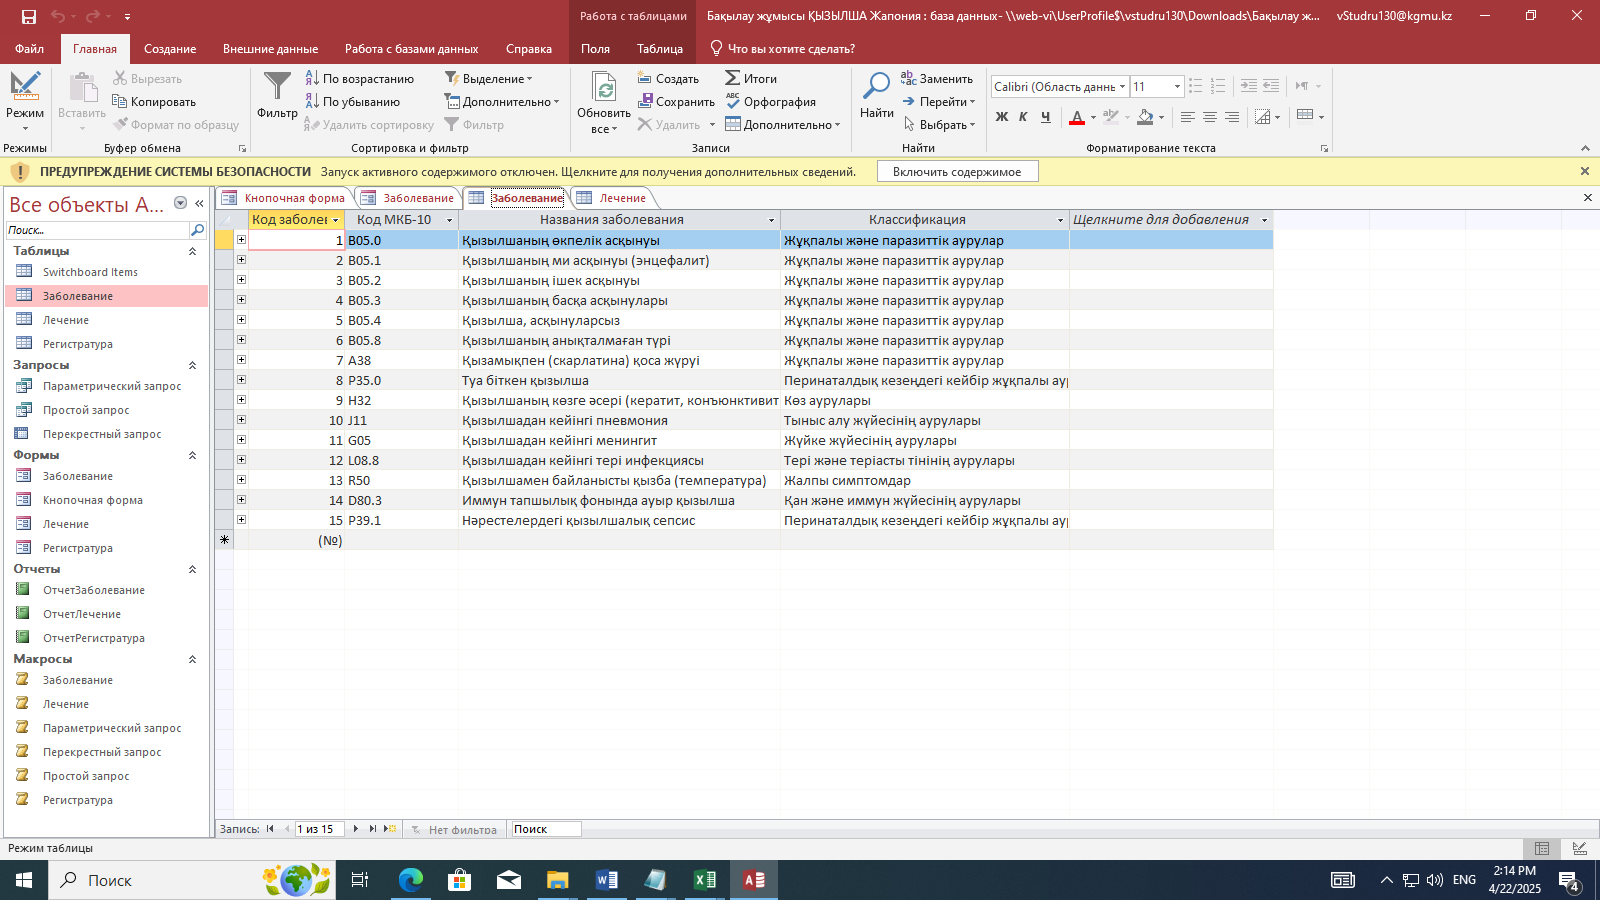 Работа с таблицами
Бақылау жұмысы ҚЫЗЫЛША Жапония : база данных- \\web-vi\UserProfile$\vstudru130\Downloads\Бақылау ж...
vStudru130@kgmu.kz
Файл Главная Создание Внешние данные Работа с базами данных Справка Поля Таблица Что вы хотите сделать?
Режим
Режимы
Вставить
Вырезать
Копировать
Формат по образцу
Буфер обмена
Фильтр
По возрастанию
По убыванию
Удалить сортировку
Выделение
Дополнительно
Фильтр
Сортировка и фильтр
Обновить
все
Создать
Сохранить
Удалить
Итоги
Орфография
Дополнительно
Записи
Найти
Заменить
Перейти
Выбрать
Найти
Calibri (Область данны
11
Ж К Ч
Форматирование текста
ПРЕДУПРЕЖДЕНИЕ СИСТЕМЫ БЕЗОПАСНОСТИ Запуск активного содержимого отключен. Щелкните для получения дополнительных сведений. Включить содержимое
Все объекты A...
Поиск...
Таблицы
Switchboard Items
Заболевание
Лечение
Регистратура
Запросы
Параметрический запрос
Простой запрос
Перекрестный запрос
Формы
Заболевание
Кнопочная форма
Лечение
Регистратура
Отчеты
ОтчетЗаболевание
ОтчетЛечение
ОтчетРегистратура
Макросы
Заболевание
Лечение
Параметрический запрос
Перекрестный запрос
Простой запрос
Регистратура
Кнопочная форма Заболевание Заболевание Лечение
Код заболев Код МКБ-10 Названия заболевания Классификация Щелкните для добавления
1 B05.0 Қызылшаның өкпелік асқынуы Жұқпалы және паразиттік аурулар
2 B05.1 Қызылшаның ми асқынуы (энцефалит) Жұқпалы және паразиттік аурулар
3 B05.2 Қызылшаның ішек асқынуы Жұқпалы және паразиттік аурулар
4 B05.3 Қызылшаның басқа асқынулары Жұқпалы және паразиттік аурулар
5 B05.4 Қызылша, асқынуларсыз Жұқпалы және паразиттік аурулар
6 B05.8 Қызылшаның анықталмаған түрі Жұқпалы және паразиттік аурулар
7 A38 Қызамықпен (скарлатина) қоса жүруі Жұқпалы және паразиттік аурулар
8 P35.0 Туа біткен қызылша Перинаталдық кезеңдегі кейбір жұқпалы аур
9 H32 Қызылшаның көзге әсері (кератит, конъюнктивит Көз аурулары
10 J11 Қызылшадан кейінгі пневмония Тыныс алу жүйесінің аурулары
11 G05 Қызылшадан кейінгі менингит Жүйке жүйесінің аурулары
12 L08.8 Қызылшадан кейінгі тері инфекциясы Тері және теріасты тінінің аурулары
13 R50 Қызылшамен байланысты қызба (температура) Жалпы симптомдар
14 D80.3 Иммун тапшылық фонында ауыр қызылша Қан және иммун жүйесінің аурулары
15 P39.1 Нәрестелердегі қызылшалық сепсис Перинаталдық кезеңдегі кейбір жұқпалы аур
(№)
Запись: 1 из 15 Нет фильтра Поиск
Режим таблицы
Поиск
ENG
2:14 PM
4/22/2025
4